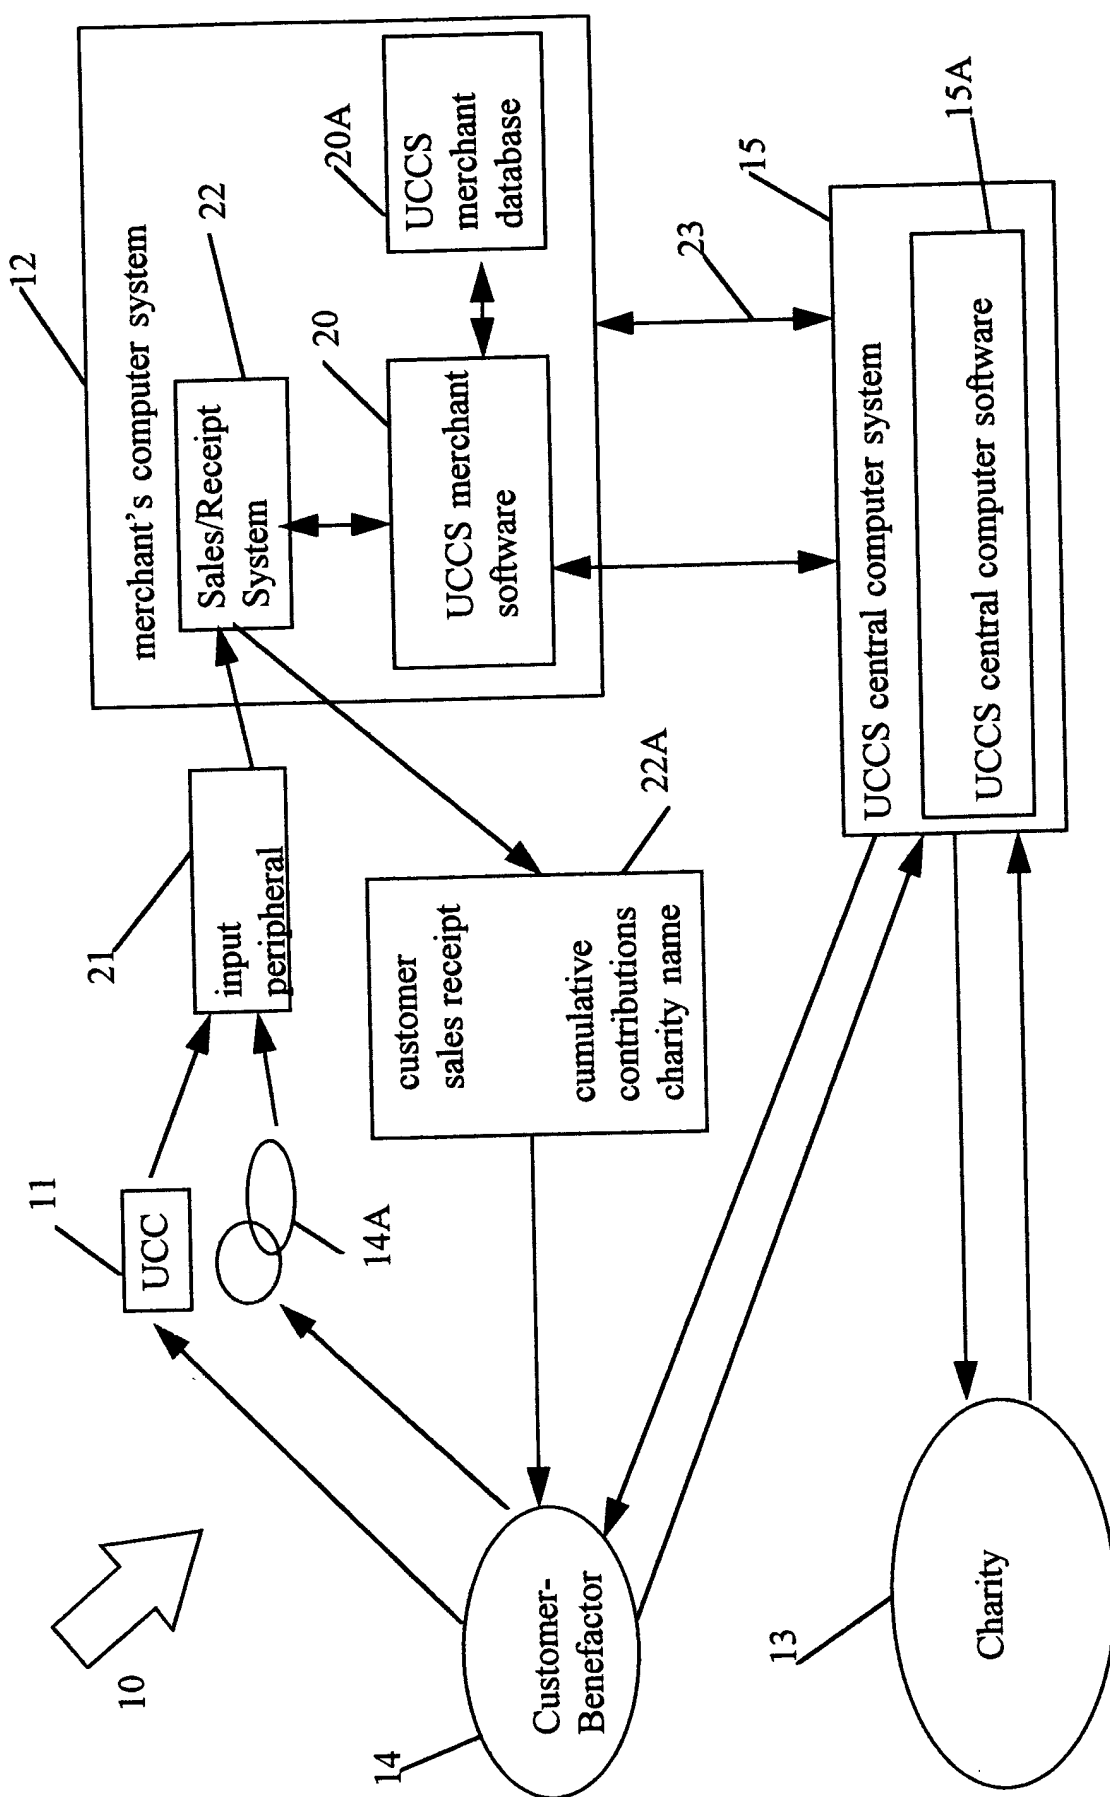 10
14
Customer-
Benefactor
13
Charity
11
UCC
14A
21
input
peripheral
customer
sales receipt
cumulative
contributions
charity name
22A
12
merchant's computer system
Sales/Receipt
System
22
20
UCCS merchant
software
20A
UCCS
merchant
database
23
15
UCCS central computer system
15A
UCCS central computer software